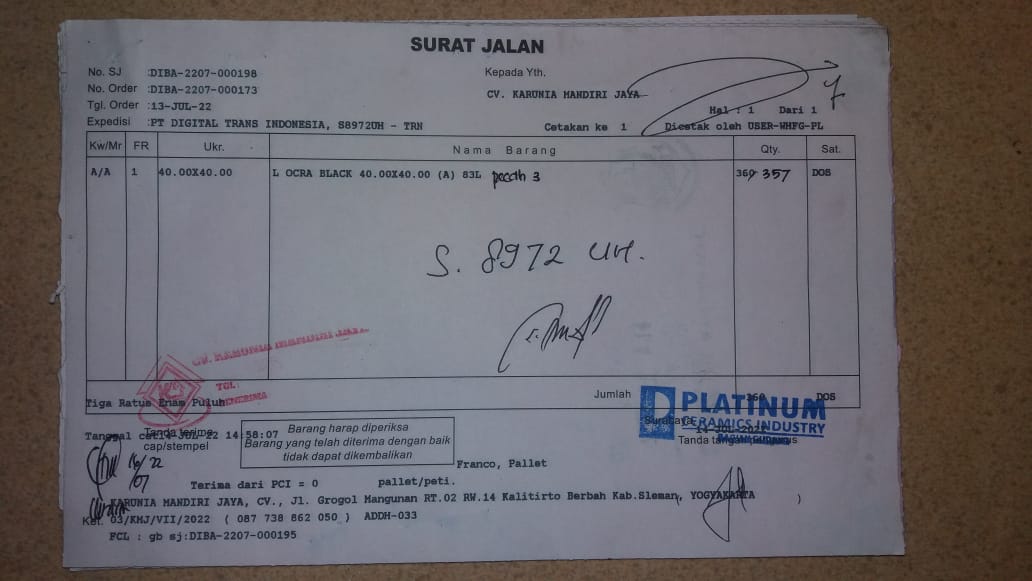 SURAT JALAN
No. SJ :DIBA-2207-000198
No. Order :DIBA-2207-000173
Tgl. Order :13-JUL-22
Expedisi :PT DIGITAL TRANS INDONESIA, S8972UH - TRN
Kepada Yth.
CV. KARUNIA MANDIRI JAYA
Hal : 1 Dari 1
Cetakan ke 1 Dicetak oleh USER-WHFG-PL
Kw/Mr FR Ukr. Nama Barang Qty. Sat.
A/A 1 40.00X40.00 L OCRA BLACK 40.00X40.00 (A) 83L pecah 3 360 357 DOS
S. 8972 UH.
CV. KARUNIA MANDIRI JAYA
TGL:
PENERIMA
Jumlah 360 DOS
Tiga Ratus Enam Puluh
PLATINUM
CERAMICS INDUSTRY
Surabaya, 14-JUL-2022
Tanda tangan
Tanggal cat14-JUL-22 14:58:07
Tanda terima
cap/stempel
Barang harap diperiksa
Barang yang telah diterima dengan baik
tidak dapat dikembalikan
16/22
07
Franco, Pallet
Terima dari PCI = 0 pallet/peti.
KARUNIA MANDIRI JAYA, CV., Jl. Grogol Mangunan RT.02 RW.14 Kalitirto Berbah Kab.Sleman, YOGYAKARTA )
Ket. 03/KMJ/VII/2022 ( 087 738 862 050 ) ADDH-033
FCL : gb sj:DIBA-2207-000195